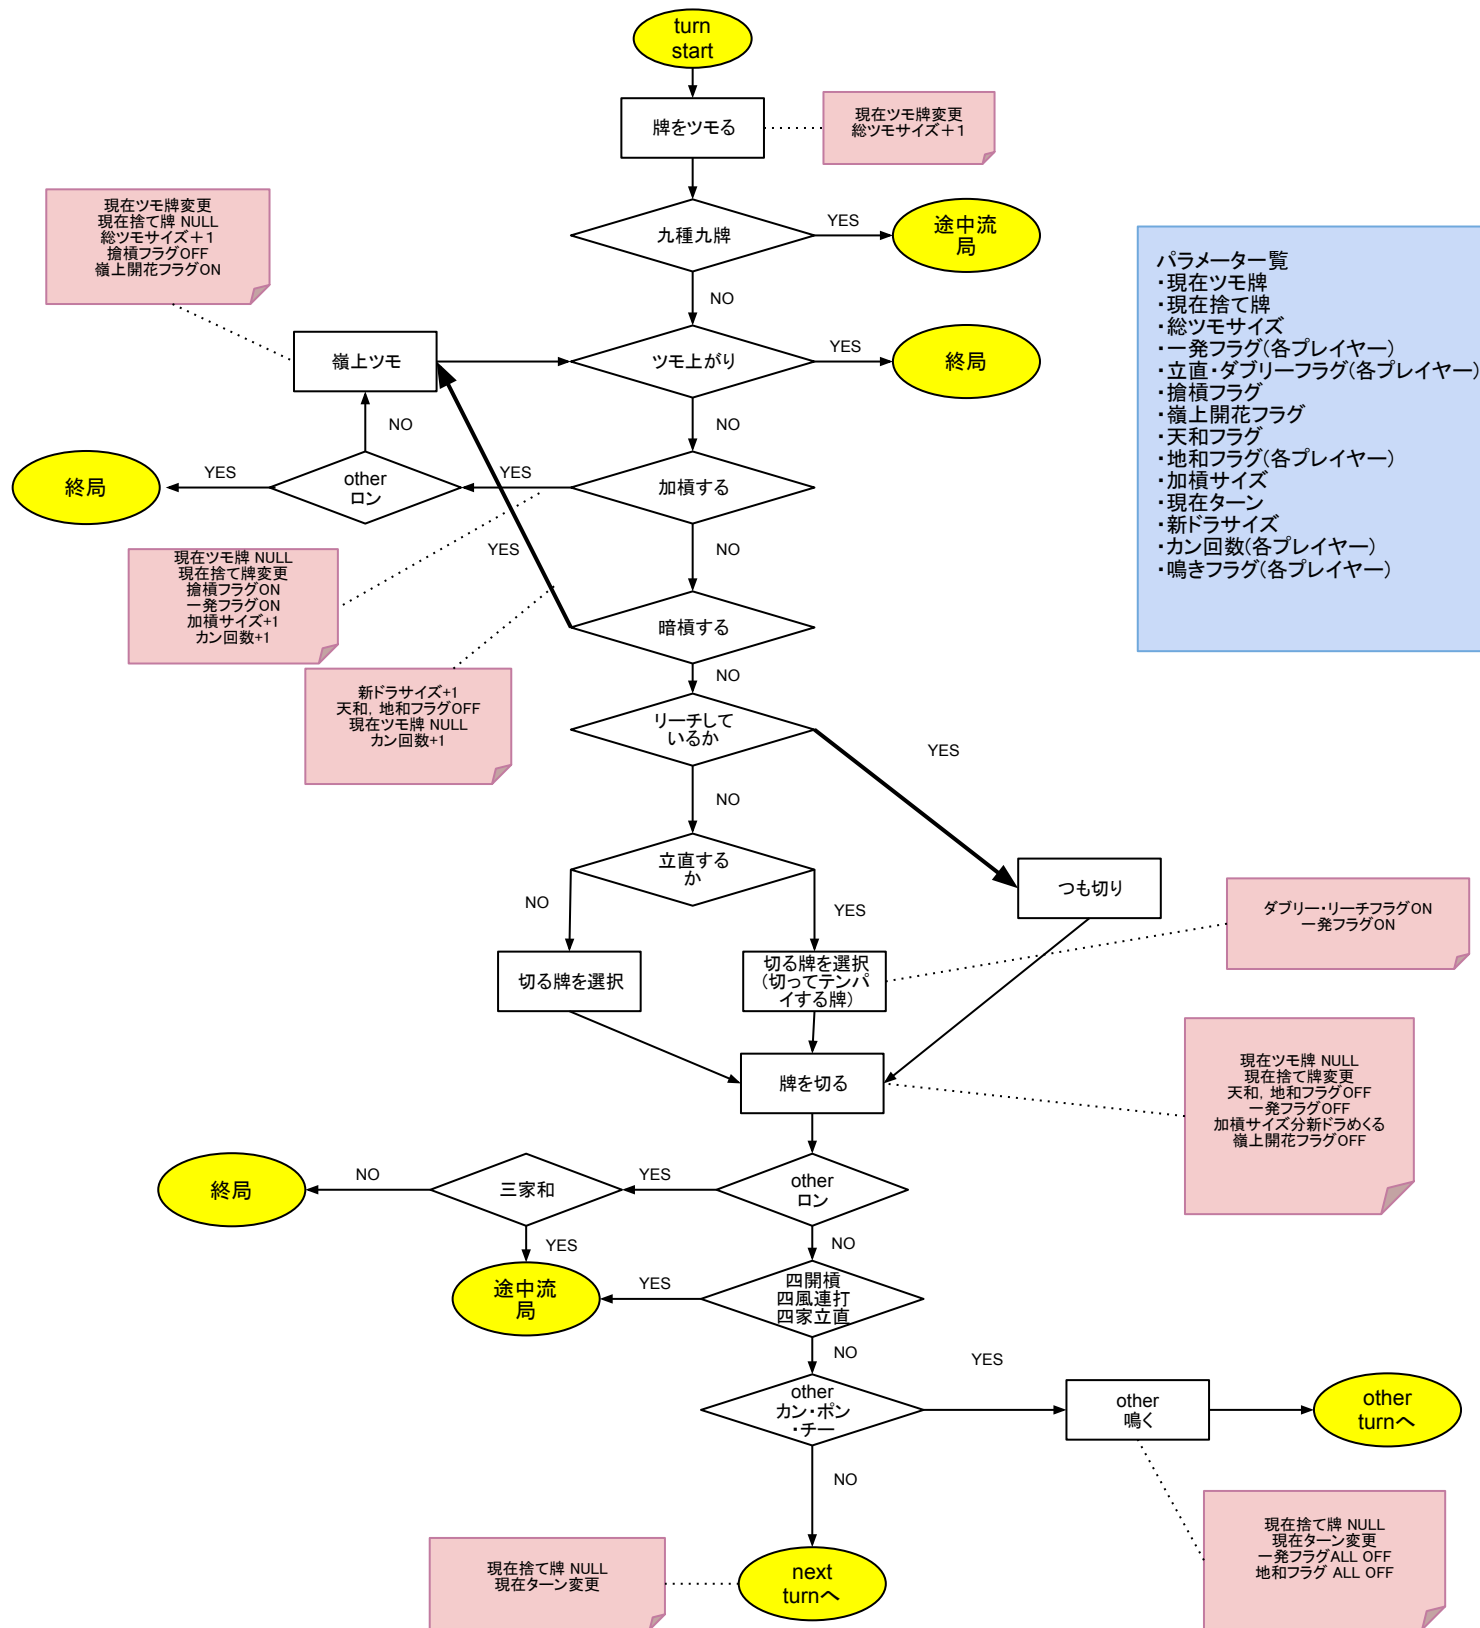 turn
start
牌をツモる
現在ツモ牌変更
総ツモサイズ＋1
現在ツモ牌変更
現在捨て牌 NULL
総ツモサイズ＋1
搶槓フラグOFF
嶺上開花フラグON
九種九牌
YES
途中流
局
NO
パラメータ一覧
・現在ツモ牌
・現在捨て牌
・総ツモサイズ
・一発フラグ(各プレイヤー)
・立直・ダブリーフラグ(各プレイヤー)
・搶槓フラグ
・嶺上開花フラグ
・天和フラグ
・地和フラグ(各プレイヤー)
・加槓サイズ
・現在ターン
・新ドラサイズ
・カン回数(各プレイヤー)
・鳴きフラグ(各プレイヤー)
嶺上ツモ
ツモ上がり
YES
終局
NO
NO
終局
YES
other
ロン
YES
加槓する
YES
NO
現在ツモ牌 NULL
現在捨て牌変更
搶槓フラグON
一発フラグON
加槓サイズ+1
カン回数+1
暗槓する
NO
新ドラサイズ+1
天和, 地和フラグOFF
現在ツモ牌 NULL
カン回数+1
リーチして
いるか
YES
NO
立直する
か
NO
YES
つも切り
ダブリー・リーチフラグON
一発フラグON
切る牌を選択
切る牌を選択
(切ってテンパ
イする牌)
牌を切る
現在ツモ牌 NULL
現在捨て牌変更
天和, 地和フラグOFF
一発フラグOFF
加槓サイズ分新ドラめくる
嶺上開花フラグOFF
終局
NO
三家和
YES
other
ロン
YES
NO
途中流
局
YES
四開槓
四風連打
四家立直
NO
YES
other
カン・ポン
・チー
other
鳴く
other
turnへ
NO
現在捨て牌 NULL
現在ターン変更
一発フラグALL OFF
地和フラグ ALL OFF
現在捨て牌 NULL
現在ターン変更
next
turnへ